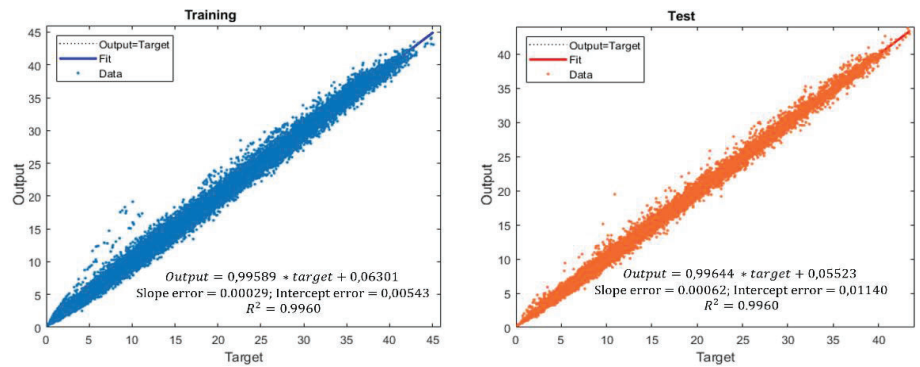 Training
Output=Target
Fit
Data
Output
45
40
35
30
25
20
15
10
5
0
Output = 0,99589 * target + 0,06301
Slope error = 0.00029; Intercept error = 0,00543
R² = 0.9960
0 5 10 15 20 25 30 35 40 45
Target
Test
Output=Target
Fit
Data
Output
40
35
30
25
20
15
10
5
0
Output = 0,99644 * target + 0,05523
Slope error = 0.00062; Intercept error = 0,01140
R² = 0.9960
0 5 10 15 20 25 30 35 40
Target